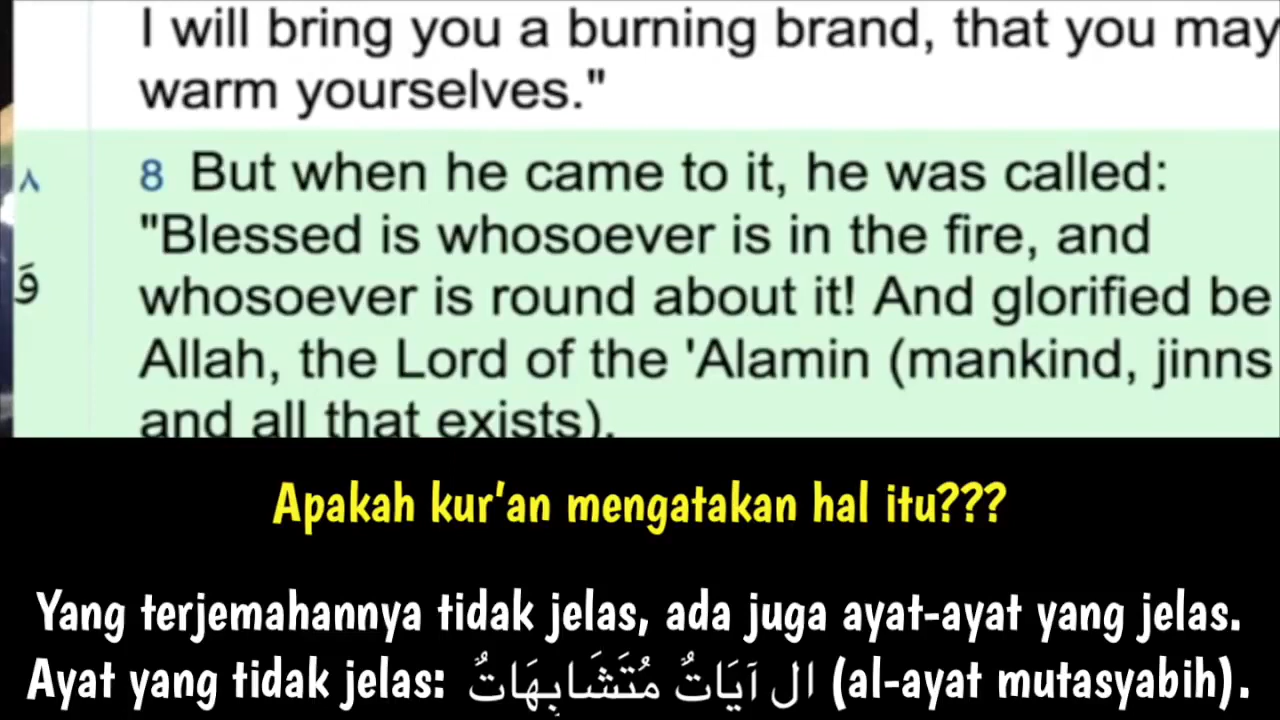 I will bring you a burning brand, that you may
warm yourselves."
٨ 8 But when he came to it, he was called:
"Blessed is whosoever is in the fire, and
whosoever is round about it! And glorified be
Allah, the Lord of the 'Alamin (mankind, jinns
and all that exists).
Apakah kur'an mengatakan hal itu???
Yang terjemahannya tidak jelas, ada juga ayat-ayat yang jelas.
Ayat yang tidak jelas: ال آيَاتٌ مُتَشَابِهَاتٌ (al-ayat mutasyabih).